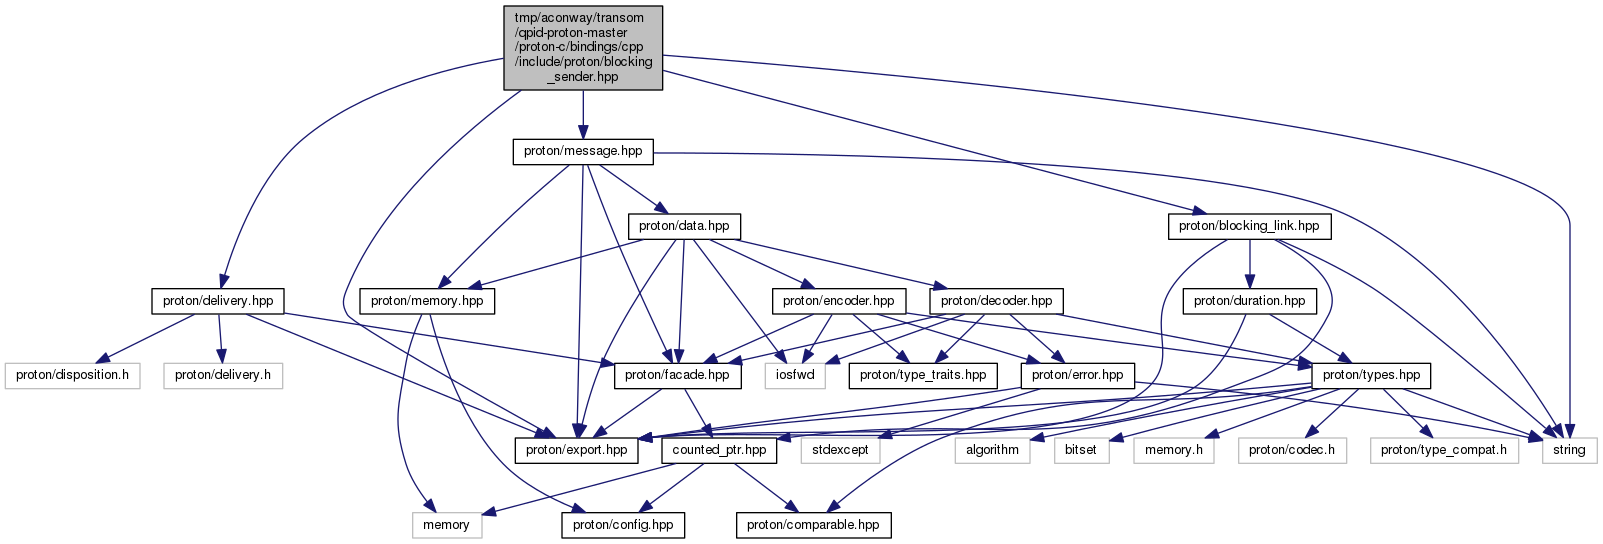 tmp/aconway/transom
/qpid-proton-master
/proton-c/bindings/cpp
/include/proton/blocking
_sender.hpp
proton/message.hpp
proton/data.hpp
proton/blocking_link.hpp
proton/delivery.hpp
proton/memory.hpp
proton/encoder.hpp
proton/decoder.hpp
proton/duration.hpp
proton/disposition.h
proton/delivery.h
proton/facade.hpp
iosfwd
proton/type_traits.hpp
proton/error.hpp
proton/types.hpp
proton/export.hpp
counted_ptr.hpp
stdexcept
algorithm
bitset
memory.h
proton/codec.h
proton/type_compat.h
string
memory
proton/config.hpp
proton/comparable.hpp